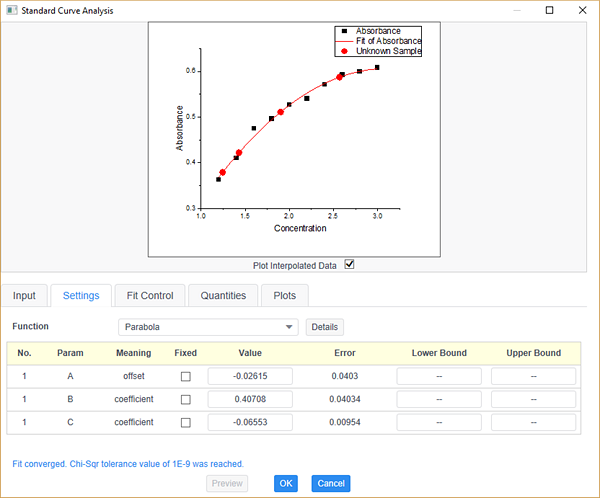 Standard Curve Analysis
Absorbance
Fit of Absorbance
Unknown Sample
0.6
0.5
0.4
0.3
Absorbance
1.0 1.5 2.0 2.5 3.0
Concentration
Plot Interpolated Data
Input Settings Fit Control Quantities Plots
Function Parabola Details
No. Param Meaning Fixed Value Error Lower Bound Upper Bound
1 A offset -0.02615 0.0403 -- --
1 B coefficient 0.40708 0.04034 -- --
1 C coefficient -0.06553 0.00954 -- --
Fit converged. Chi-Sqr tolerance value of 1E-9 was reached.
Preview OK Cancel